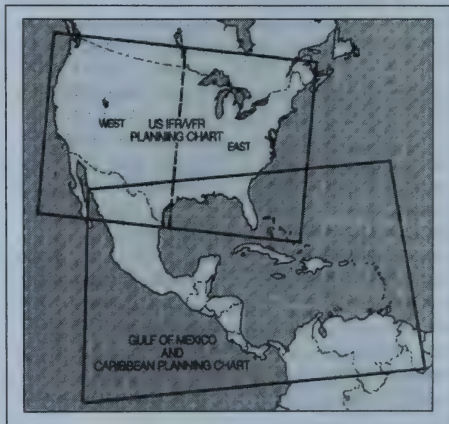 WEST
US IFR/VFR
PLANNING CHART
EAST
GULF OF MEXICO
AND
CARIBBEAN PLANNING CHART